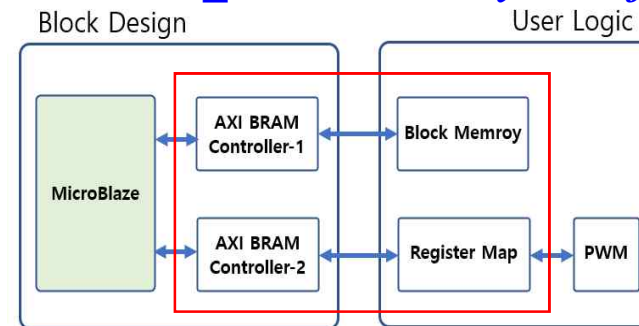 Block Design
User Logic
AXI BRAM
Controller-1
Block Memroy
MicroBlaze
AXI BRAM
Controller-2
Register Map
PWM